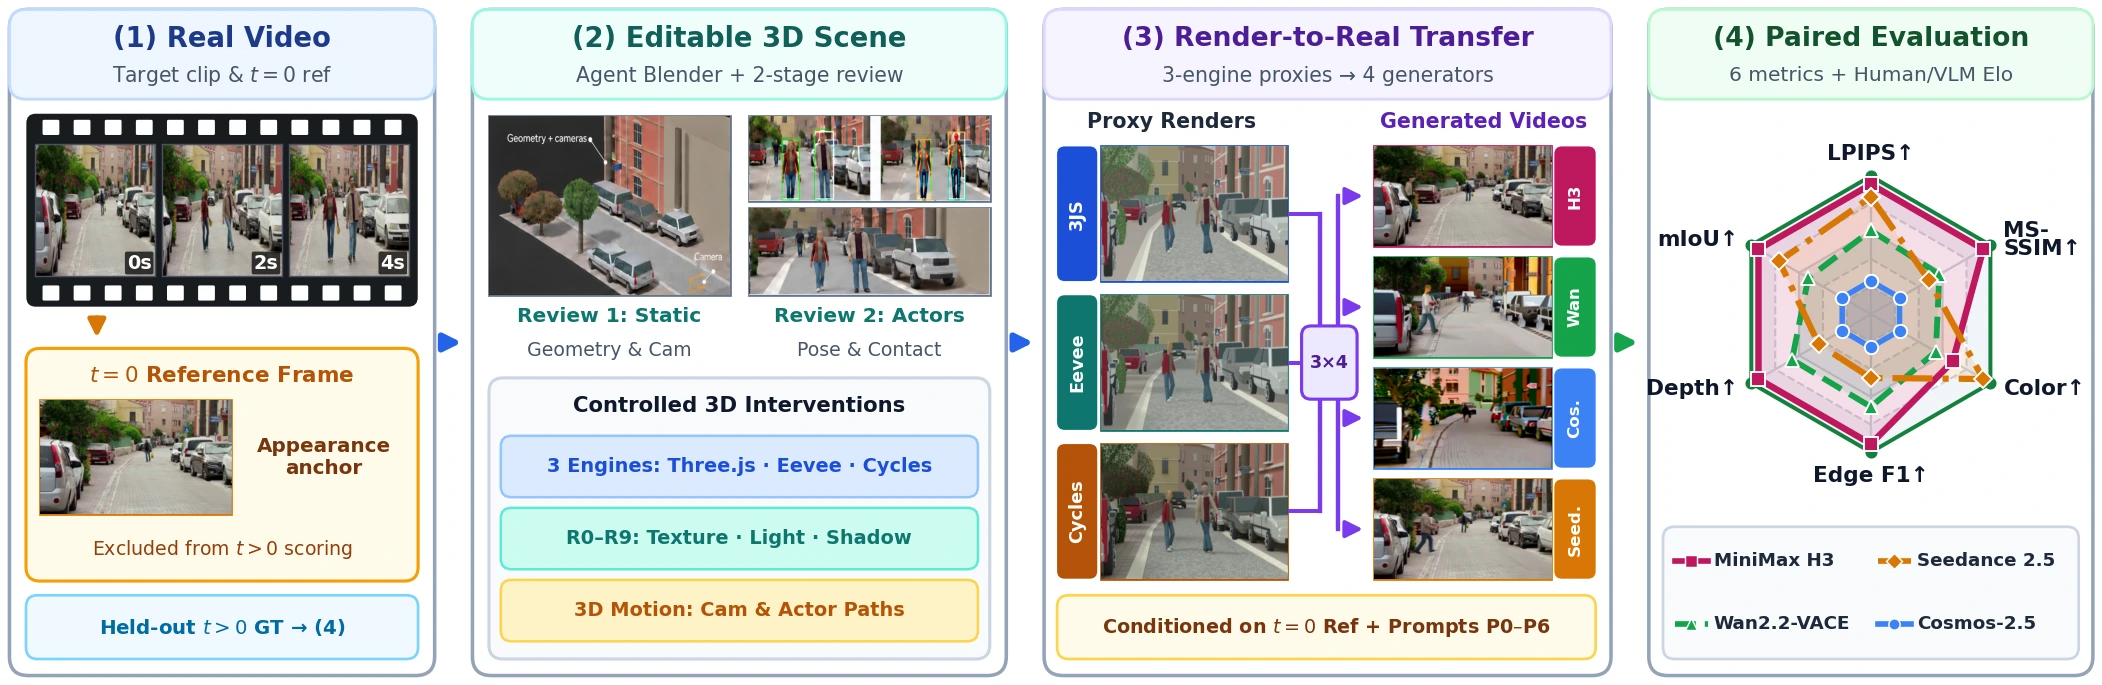 (1) Real Video
Target clip & t = 0 ref
0s
2s
4s
t = 0 Reference Frame
Appearance
anchor
Excluded from t > 0 scoring
Held-out t > 0 GT → (4)
(2) Editable 3D Scene
Agent Blender + 2-stage review
Geometry + cameras
Camera
Review 1: Static
Geometry & Cam
Review 2: Actors
Pose & Contact
Controlled 3D Interventions
3 Engines: Three.js · Eevee · Cycles
R0–R9: Texture · Light · Shadow
3D Motion: Cam & Actor Paths
(3) Render-to-Real Transfer
3-engine proxies → 4 generators
Proxy Renders
3JS
Eevee
Cycles
3×4
Generated Videos
H3
Wan
Cos.
Seed.
Conditioned on t = 0 Ref + Prompts P0–P6
(4) Paired Evaluation
6 metrics + Human/VLM Elo
LPIPS↑
MS-
SSIM↑
mIoU↑
Depth↑
Color↑
Edge F1↑
MiniMax H3
Seedance 2.5
Wan2.2-VACE
Cosmos-2.5